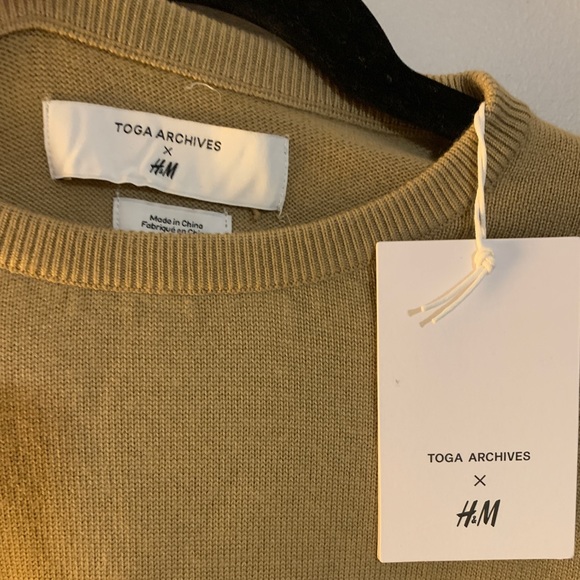 TOGA ARCHIVES
×
H&M
Made in China
Fabriqué en
TOGA ARCHIVES
×
H&M